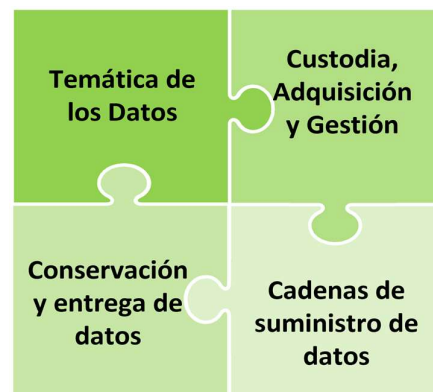 Temática de
los Datos
Custodia,
Adquisición
y Gestión
Conservación
y entrega de
datos
Cadenas de
suministro de
datos